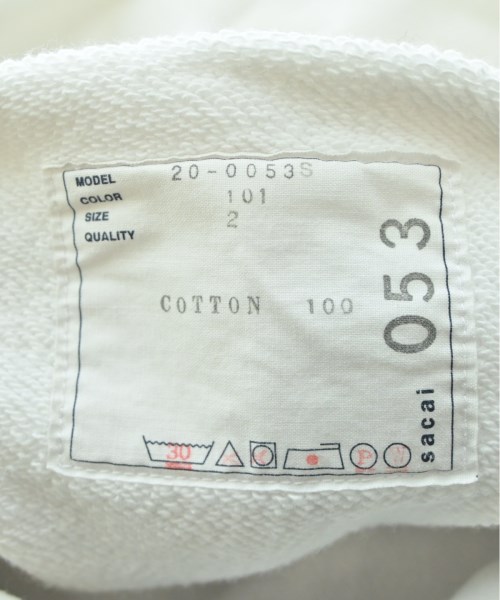 MODEL 20-0053S
COLOR 101
SIZE 2
QUALITY
COTTON 100
053
sacai
30
P
W